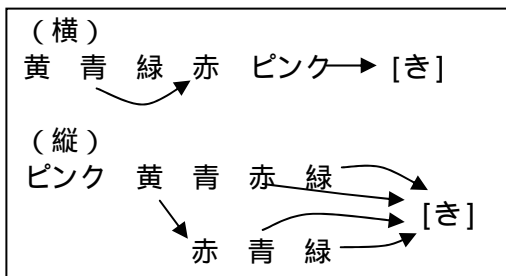 （横）
黄 青 緑 赤 ピンク [き]
（縦）
ピンク 黄 青 赤 緑
[き]
赤 青 緑